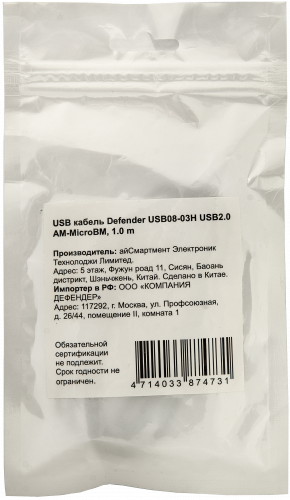 USB кабель Defender USB08-03H USB2.0
AM-MicroBM, 1.0 m
Производитель: айСмартмент Электроник
Технолоджи Лимитед.
Адрес: 5 этаж, Фужун роад 11, Сисян, Баоань
дистрикт, Шэньчжень, Китай. Сделано в Китае.
Импортер в РФ: ООО «КОМПАНИЯ
ДЕФЕНДЕР»
Адрес: 117292, г. Москва, ул. Профсоюзная,
д. 26/44, помещение II, комната 1
Обязательной
сертификации
не подлежит.
Срок годности не
ограничен.
4 714033 874731